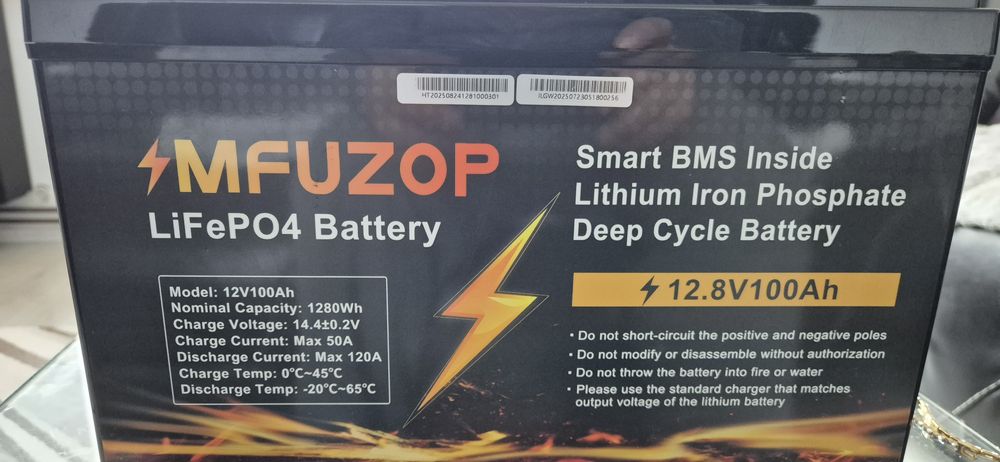 HT202508241281000301
ILGW20250723051800256
MFUZOP
LiFePO4 Battery
Model: 12V100Ah
Nominal Capacity: 1280Wh
Charge Voltage: 14.4±0.2V
Charge Current: Max 50A
Discharge Current: Max 120A
Charge Temp: 0℃~45℃
Discharge Temp: -20℃~65℃
Smart BMS Inside
Lithium Iron Phosphate
Deep Cycle Battery
12.8V100Ah
• Do not short-circuit the positive and negative poles
• Do not modify or disassemble without authorization
• Do not throw the battery into fire or water
• Please use the standard charger that matches
output voltage of the lithium battery